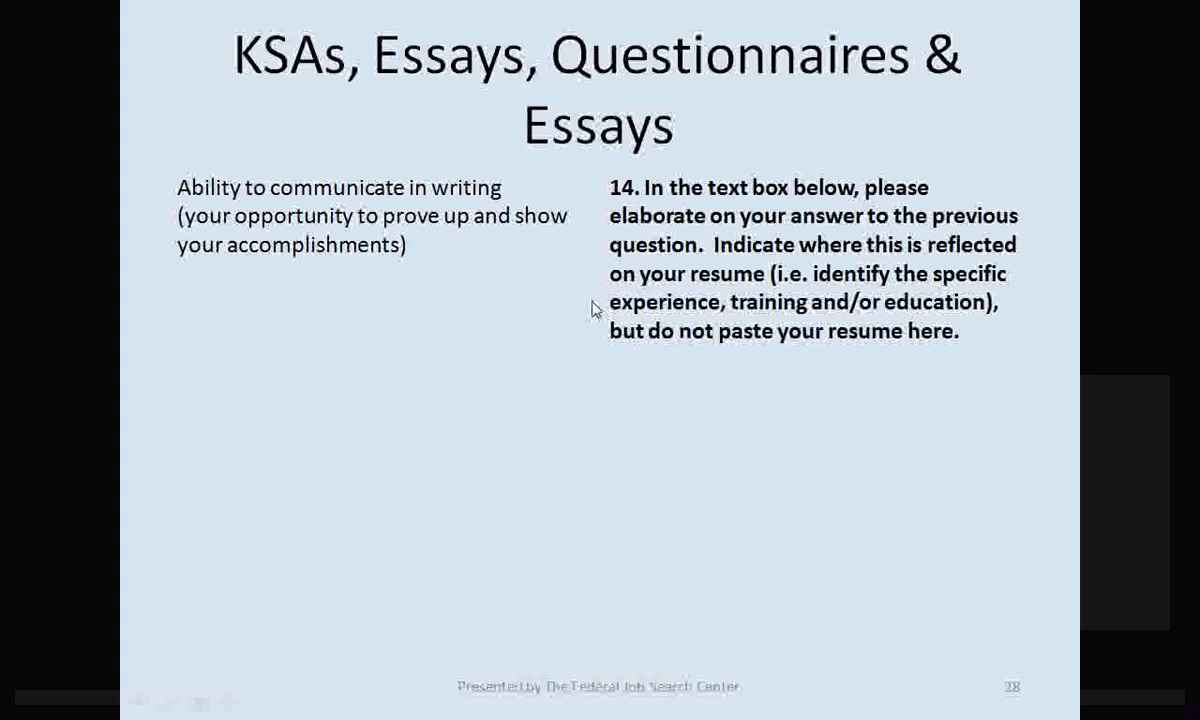 KSAs, Essays, Questionnaires &
Essays
Ability to communicate in writing
(your opportunity to prove up and show
your accomplishments)
14. In the text box below, please
elaborate on your answer to the previous
question.  Indicate where this is reflected
on your resume (i.e. identify the specific
experience, training and/or education),
but do not paste your resume here.
Presented by The Federal Job Search Center
28